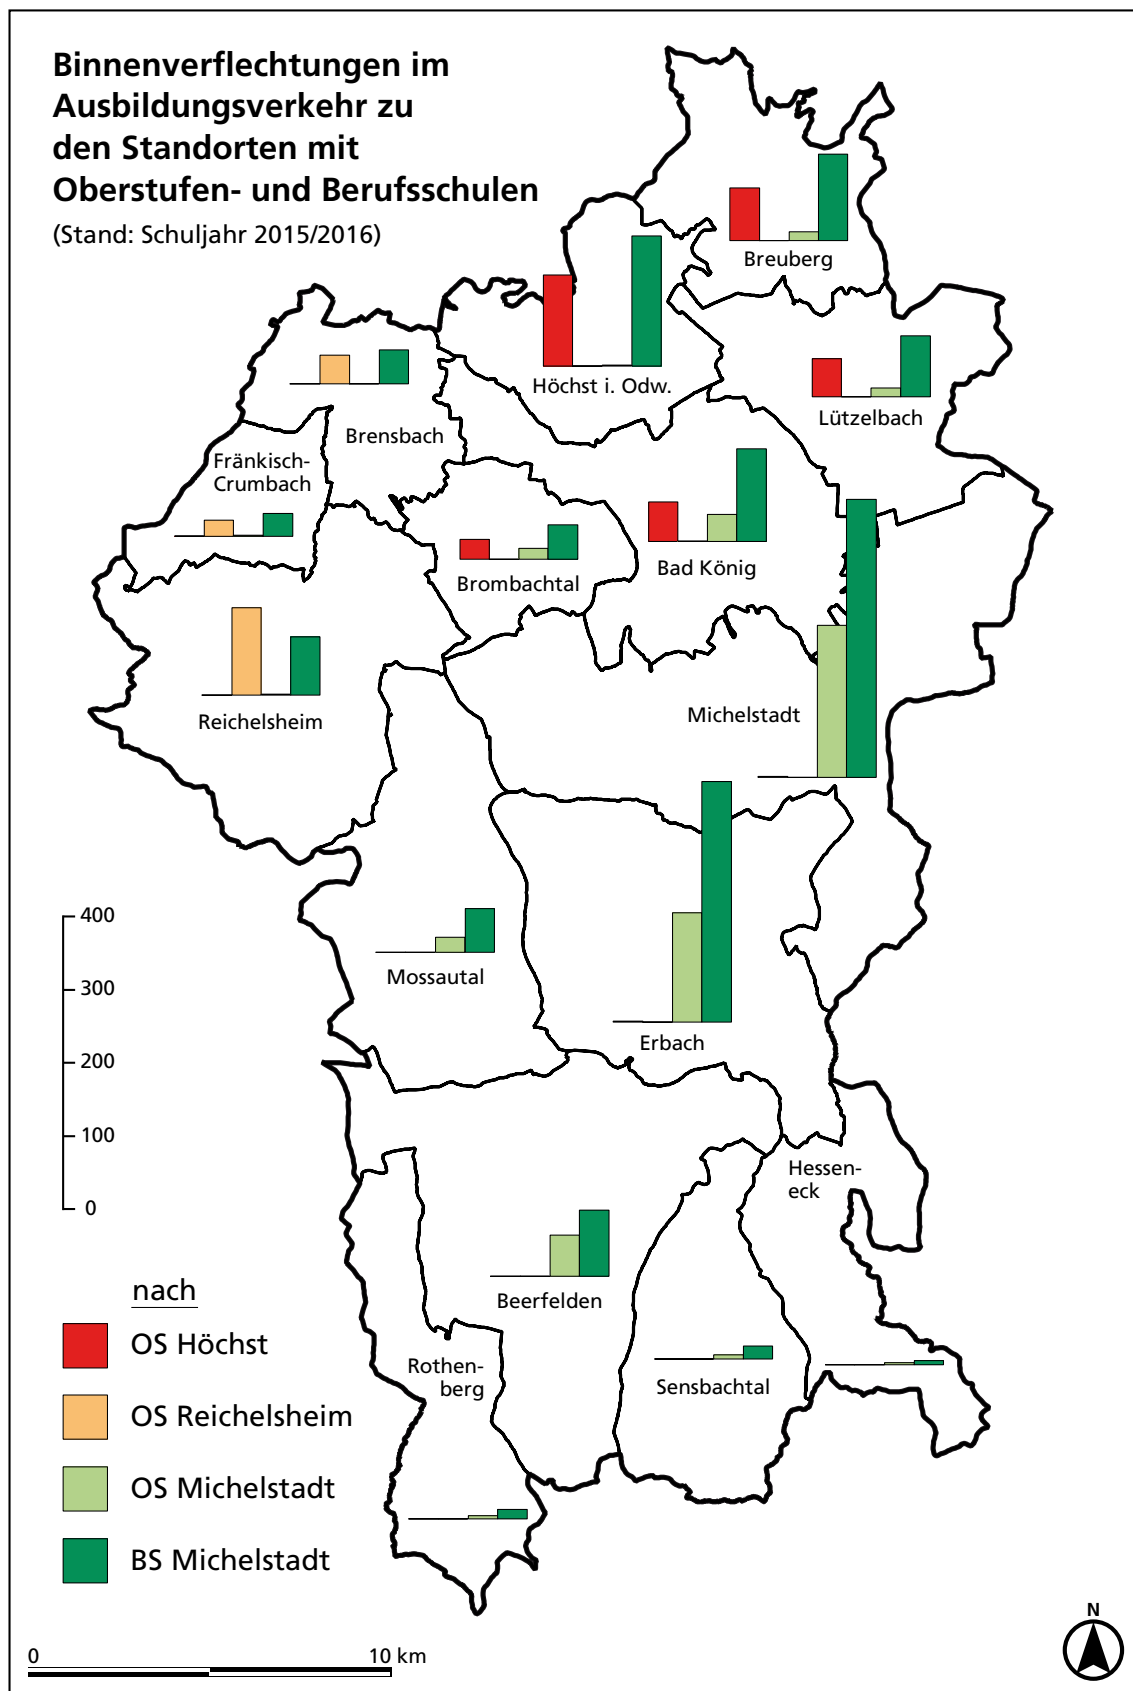 Binnenverflechtungen im
Ausbildungsverkehr zu
den Standorten mit
Oberstufen- und Berufsschulen
(Stand: Schuljahr 2015/2016)
Breuberg
Höchst i. Odw.
Lützelbach
Brensbach
Fränkisch-
Crumbach
Brombachtal
Bad König
Reichelsheim
Michelstadt
Mossautal
Erbach
400
300
200
100
0
Hessen-
eck
Beerfelden
Rothen-
berg
Sensbachtal
nach
OS Höchst
OS Reichelsheim
OS Michelstadt
BS Michelstadt
0 10 km
N